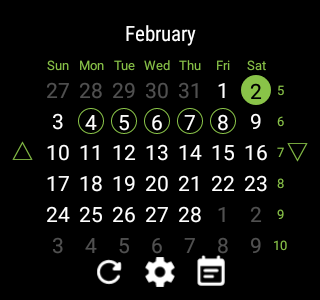 February
Sun Mon Tue Wed Thu Fri Sat
27 28 29 30 31 1 2 5
3 4 5 6 7 8 9 6
10 11 12 13 14 15 16 7
17 18 19 20 21 22 23 8
24 25 26 27 28 1 2 9
3 4 5 6 7 8 9 10